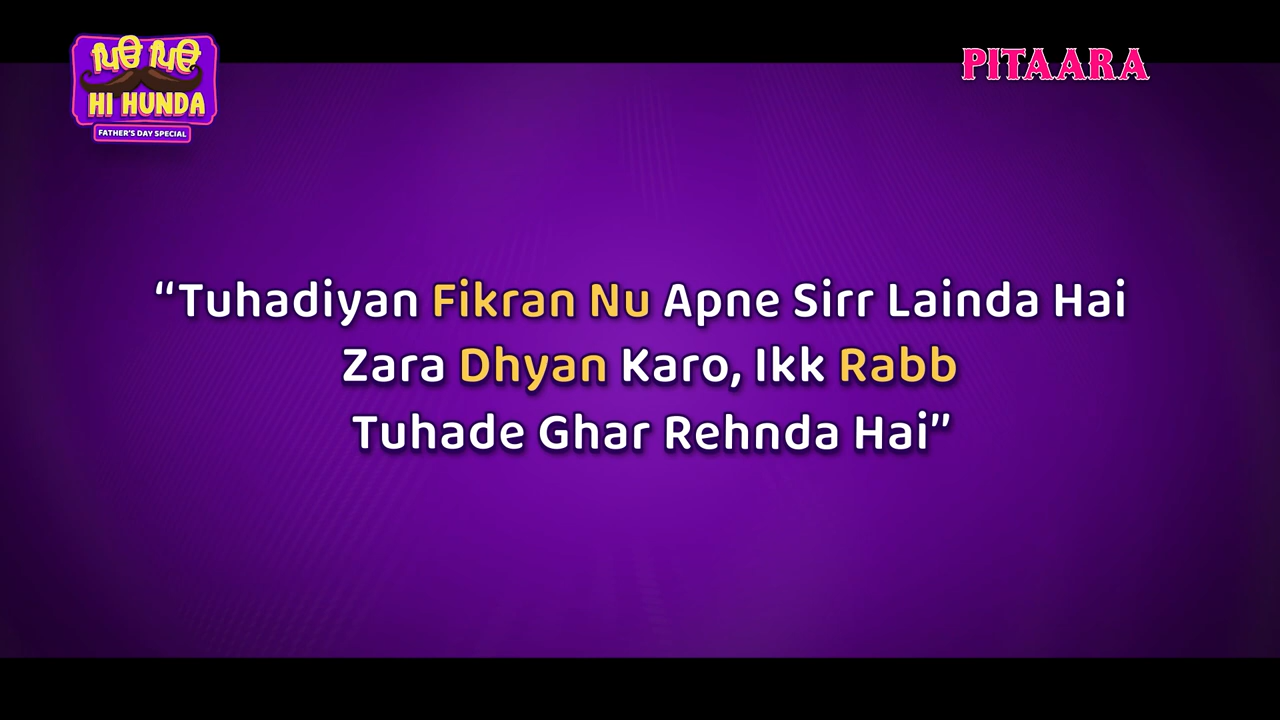 ਪਿਓ ਪਿਓ
HI HUNDA
FATHER'S DAY SPECIAL
PITAARA
“Tuhadiyan Fikran Nu Apne Sirr Lainda Hai
Zara Dhyan Karo, Ikk Rabb
Tuhade Ghar Rehnda Hai”